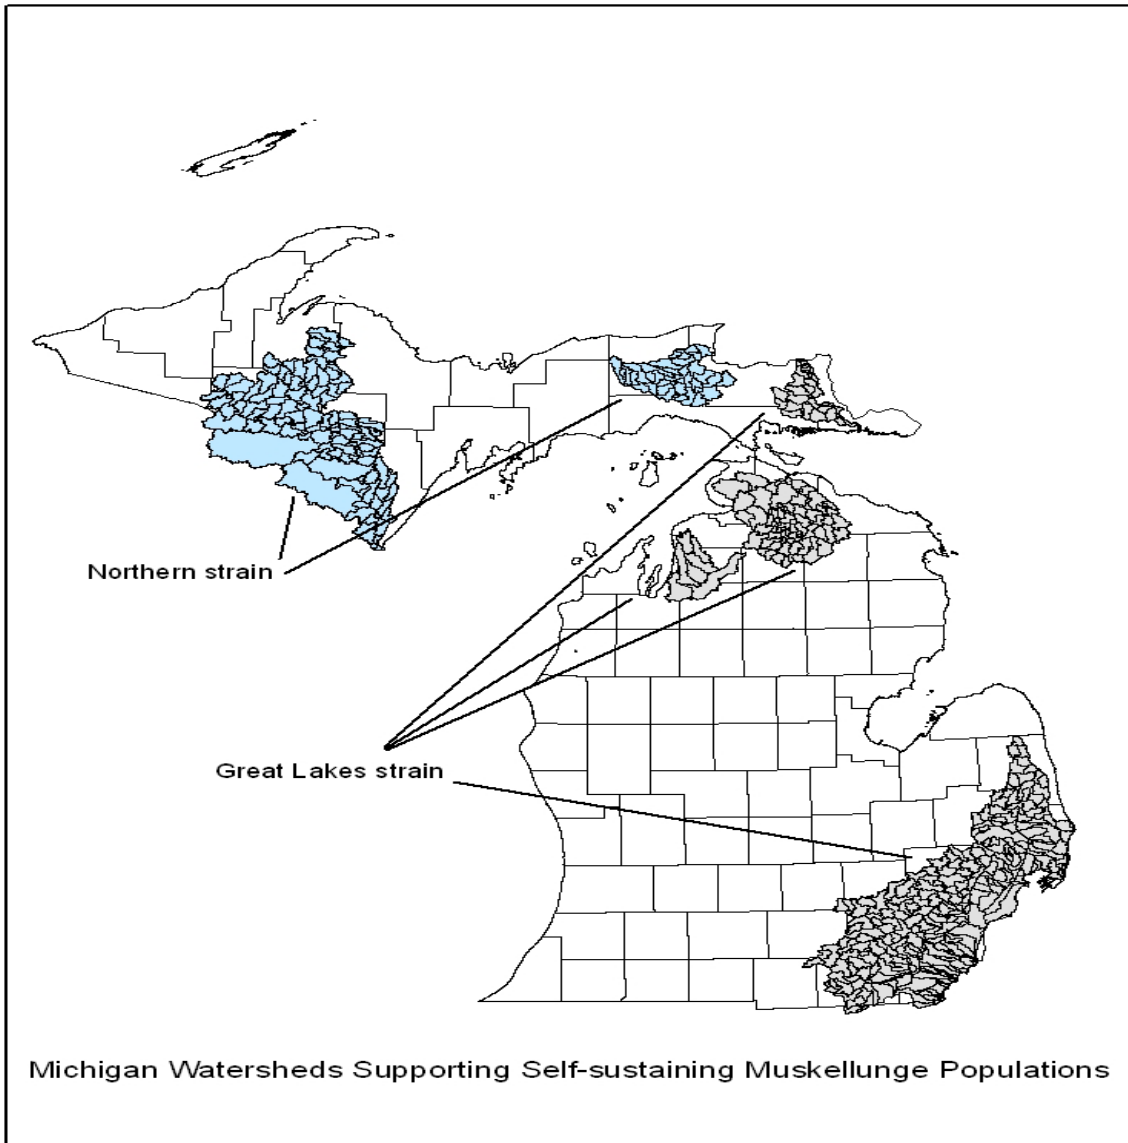 Northern strain
Great Lakes strain
Michigan Watersheds Supporting Self-sustaining Muskellunge Populations